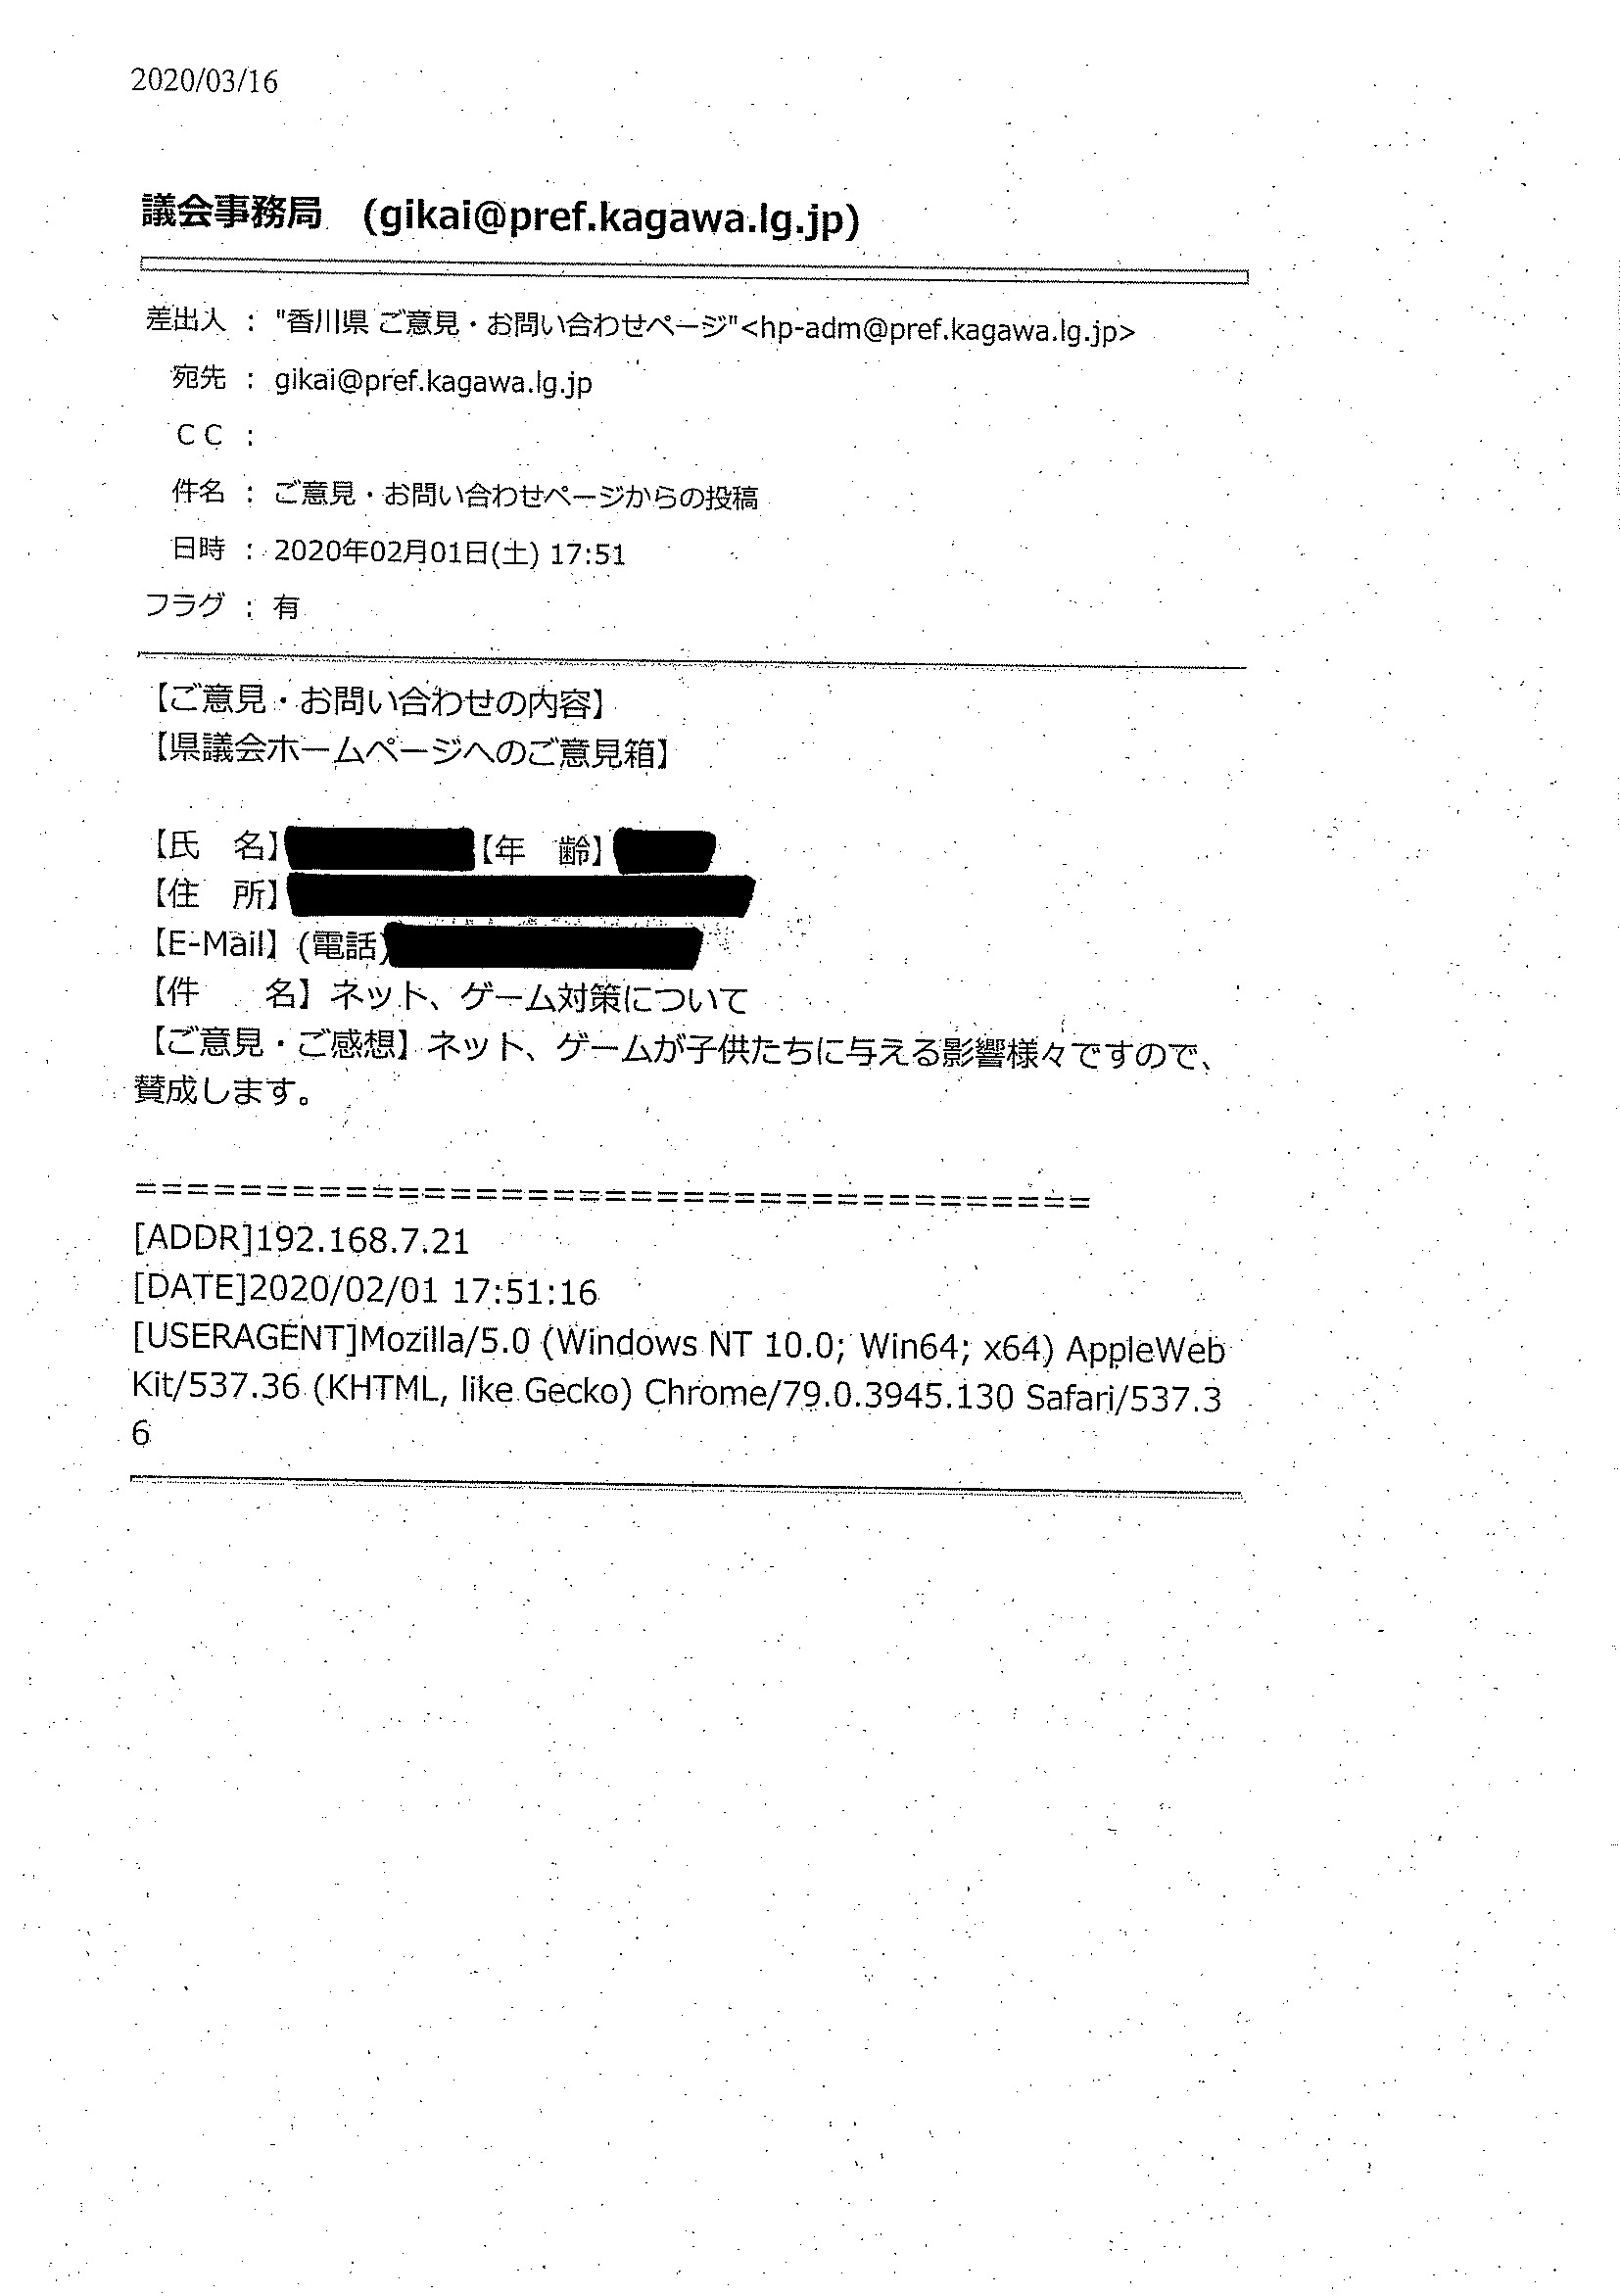 2020/03/16
議会事務局　(gikai@pref.kagawa.lg.jp)
差出人 : "香川県 ご意見・お問い合わせページ"<hp-adm@pref.kagawa.lg.jp>
宛先 : gikai@pref.kagawa.lg.jp
CC :
件名 : ご意見・お問い合わせページからの投稿
日時 : 2020年02月01日(土) 17:51
フラグ : 有
【ご意見・お問い合わせの内容】
【県議会ホームページへのご意見箱】
【氏　名】【年　齢】
【住　所】
【E-Mail】(電話)
【件　　名】ネット、ゲーム対策について
【ご意見・ご感想】ネット、ゲームが子供たちに与える影響様々ですので、
賛成します。
=====================================
[ADDR]192.168.7.21
[DATE]2020/02/01 17:51:16
[USERAGENT]Mozilla/5.0 (Windows NT 10.0; Win64; x64) AppleWeb
Kit/537.36 (KHTML, like Gecko) Chrome/79.0.3945.130 Safari/537.3
6